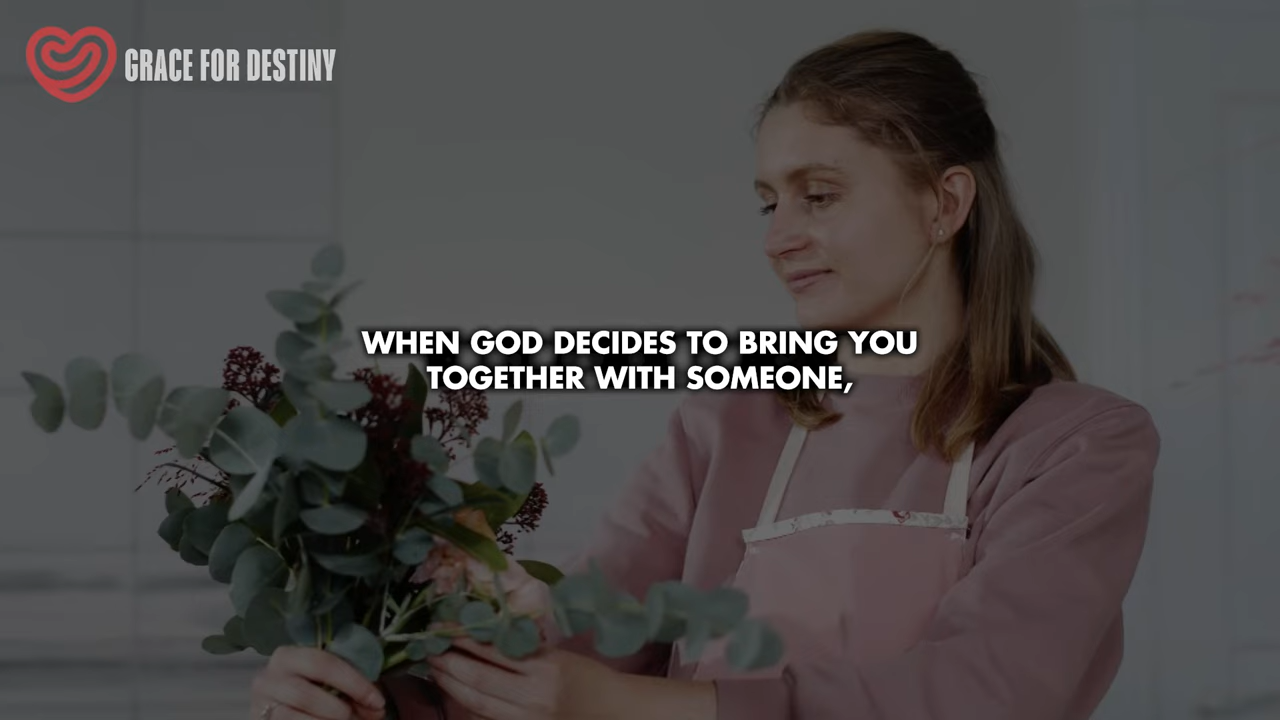 GRACE FOR DESTINY
WHEN GOD DECIDES TO BRING YOU
TOGETHER WITH SOMEONE,